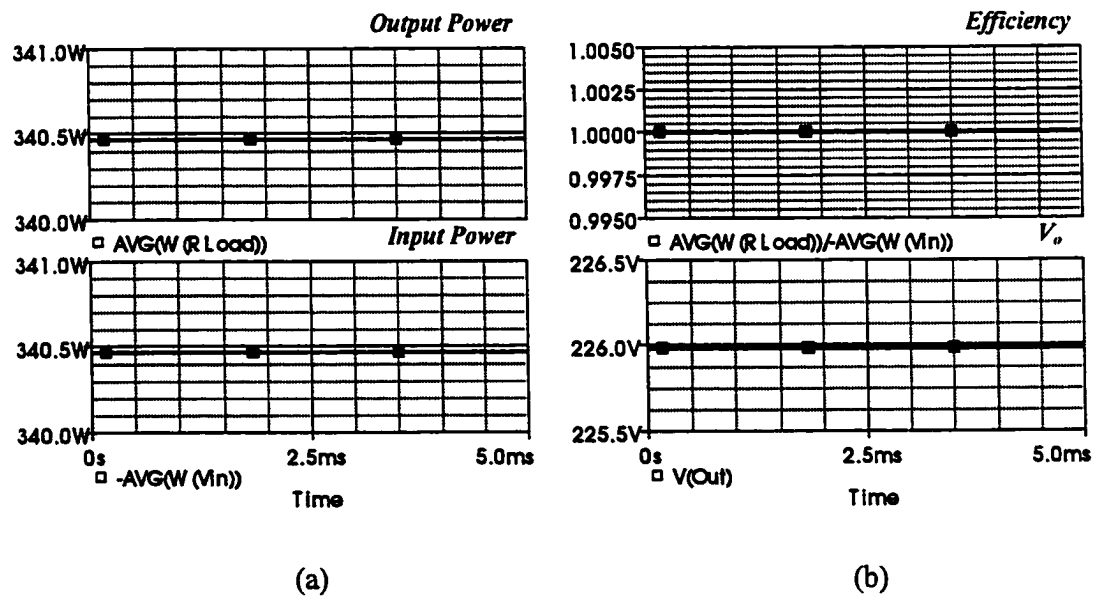 Output Power
341.0W
340.5W
340.0W
AVG(W(R Load))
Input Power
341.0W
340.5W
340.0W
0s 2.5ms 5.0ms
-AVG(W(Vin))
Time
(a)
Efficiency
1.0050
1.0025
1.0000
0.9975
0.9950
AVG(W(R Load))/-AVG(W(Vin))
Vo
226.5V
226.0V
225.5V
0s 2.5ms 5.0ms
V(Out)
Time
(b)